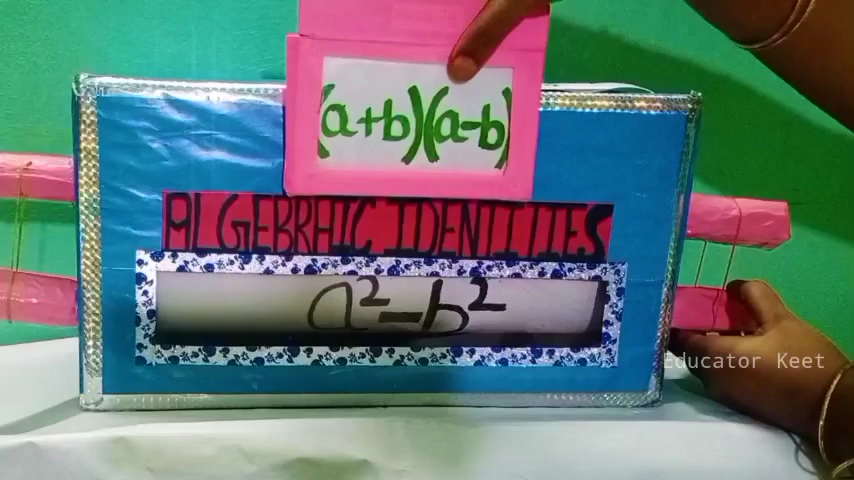 (a+b)(a-b)
ALGEBRAIC IDENTITIES
a²-b²
Educator Keet